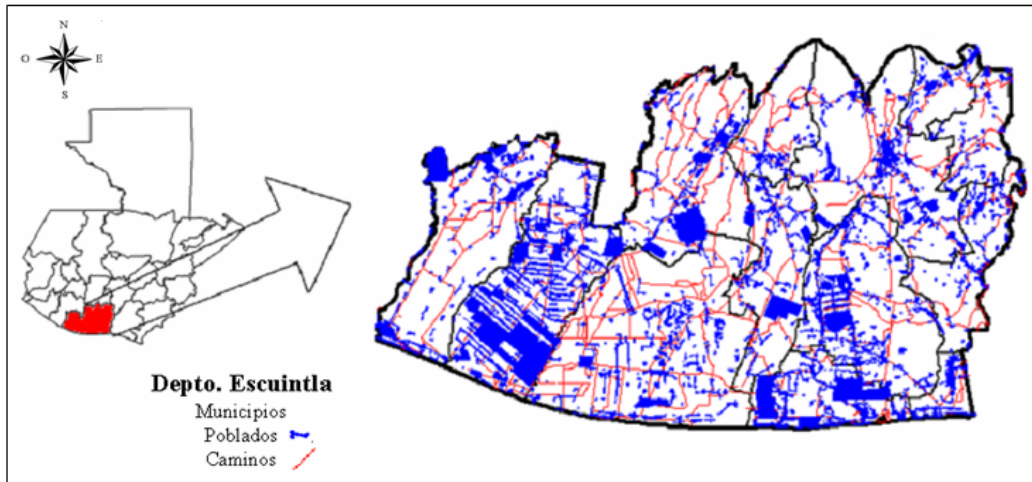 N
O E
S
Depto. Escuintla
Municipios
Poblados
Caminos